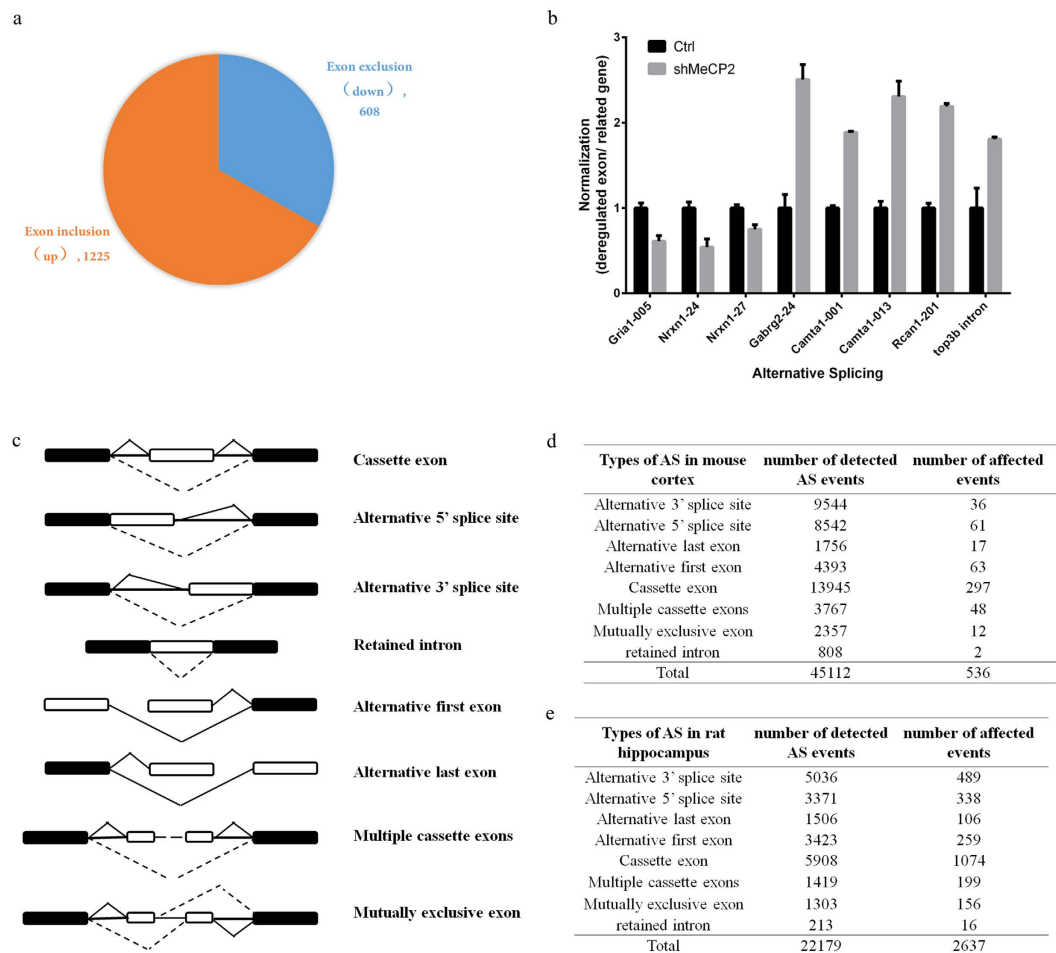 a
Exon exclusion
（down），
608
Exon inclusion
（up）, 1225
b
Ctrl
shMeCP2
Normalization
(deregulated exon/ related gene)
3
2
1
0
Gria1-005
Nrxn1-24
Nrxn1-27
Gabrg2-24
Camta1-001
Camta1-013
Rcan1-201
top3b intron
Alternative Splicing
c
Cassette exon
Alternative 5’ splice site
Alternative 3’ splice site
Retained intron
Alternative first exon
Alternative last exon
Multiple cassette exons
Mutually exclusive exon
d
Types of AS in mouse cortex number of detected AS events number of affected events
Alternative 3’ splice site 9544 36
Alternative 5’ splice site 8542 61
Alternative last exon 1756 17
Alternative first exon 4393 63
Cassette exon 13945 297
Multiple cassette exons 3767 48
Mutually exclusive exon 2357 12
retained intron 808 2
Total 45112 536
e
Types of AS in rat hippocampus number of detected AS events number of affected events
Alternative 3’ splice site 5036 489
Alternative 5’ splice site 3371 338
Alternative last exon 1506 106
Alternative first exon 3423 259
Cassette exon 5908 1074
Multiple cassette exons 1419 199
Mutually exclusive exon 1303 156
retained intron 213 16
Total 22179 2637